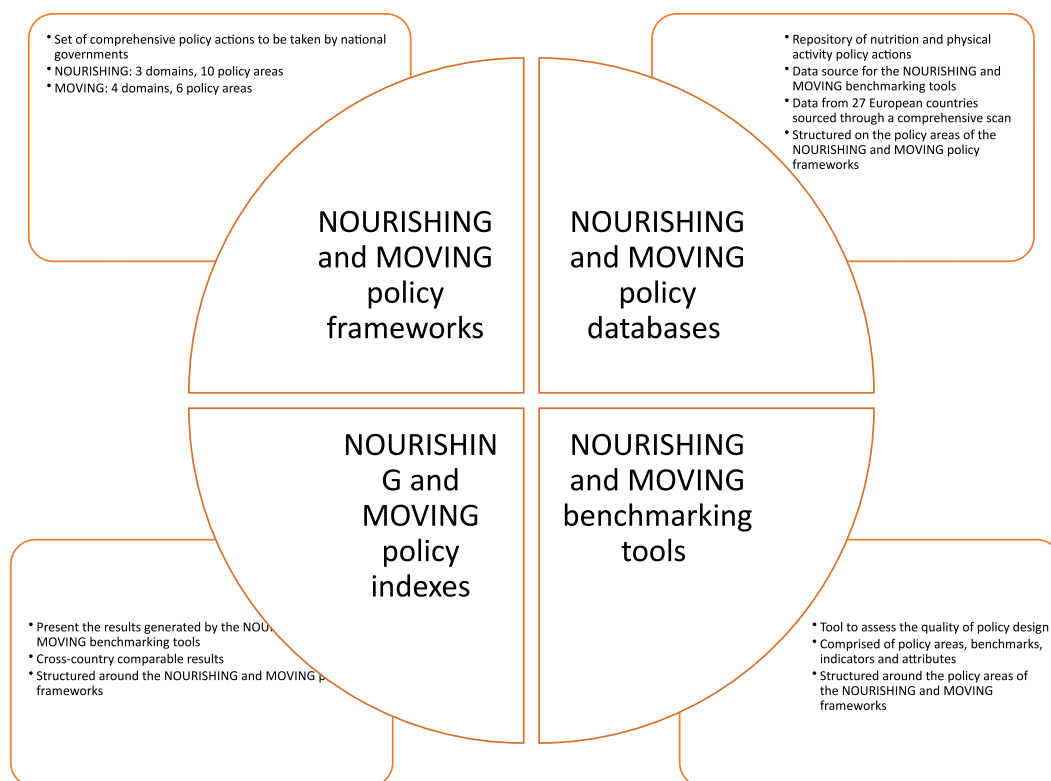 • Set of comprehensive policy actions to be taken by national
governments
• NOURISHING: 3 domains, 10 policy areas
• MOVING: 4 domains, 6 policy areas
• Repository of nutrition and physical
activity policy actions
• Data source for the NOURISHING and
MOVING benchmarking tools
• Data from 27 European countries
sourced through a comprehensive scan
• Structured on the policy areas of the
NOURISHING and MOVING policy
frameworks
NOURISHING
and MOVING
policy
frameworks
NOURISHING
and MOVING
policy
databases
NOURISHIN
G and
MOVING
policy
indexes
NOURISHING
and MOVING
benchmarking
tools
• Present the results generated by the
MOVING benchmarking tools
• Cross-country comparable results
• Structured around the NOURISHING and MOVING
frameworks
• Tool to assess the quality of policy design
• Comprised of policy areas, benchmarks,
indicators and attributes
• Structured around the policy areas of
the NOURISHING and MOVING
frameworks